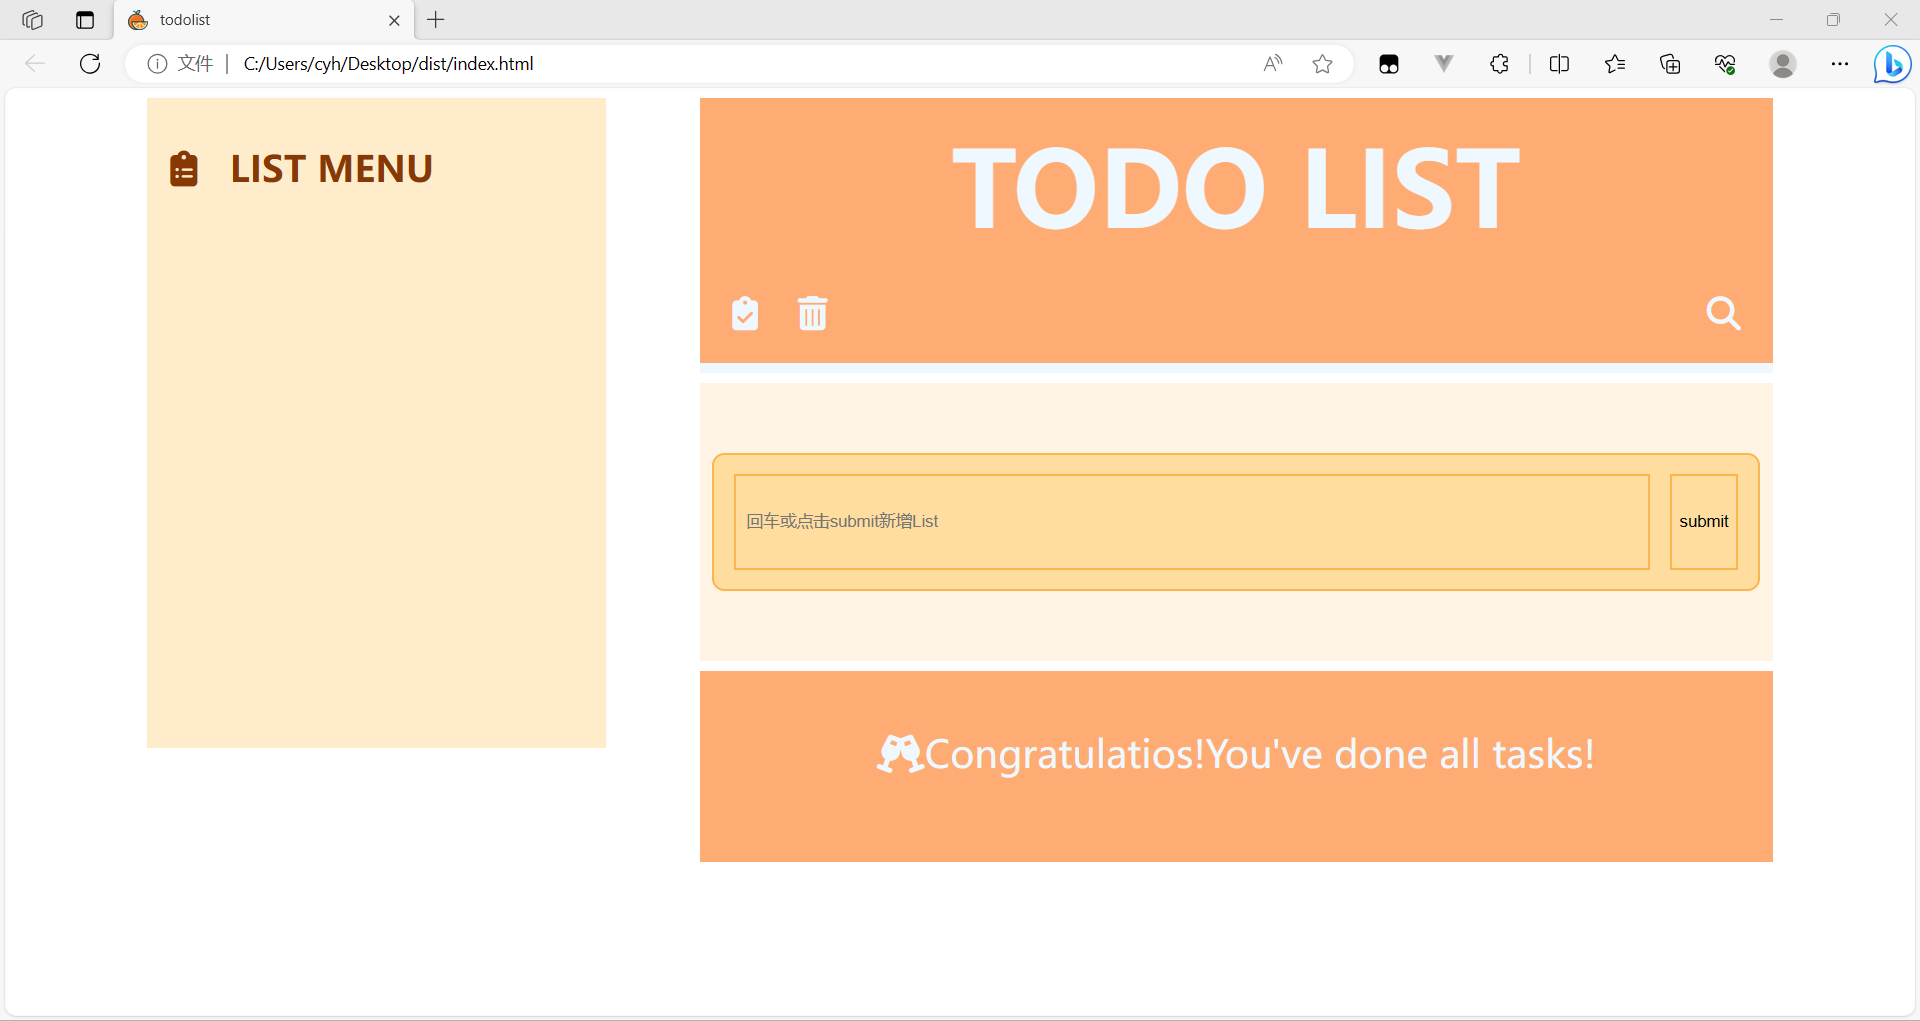 todolist
文件 | C:/Users/cyh/Desktop/dist/index.html
LIST MENU
TODO LIST
回车或点击submit新增List
submit
Congratulatios!You've done all tasks!